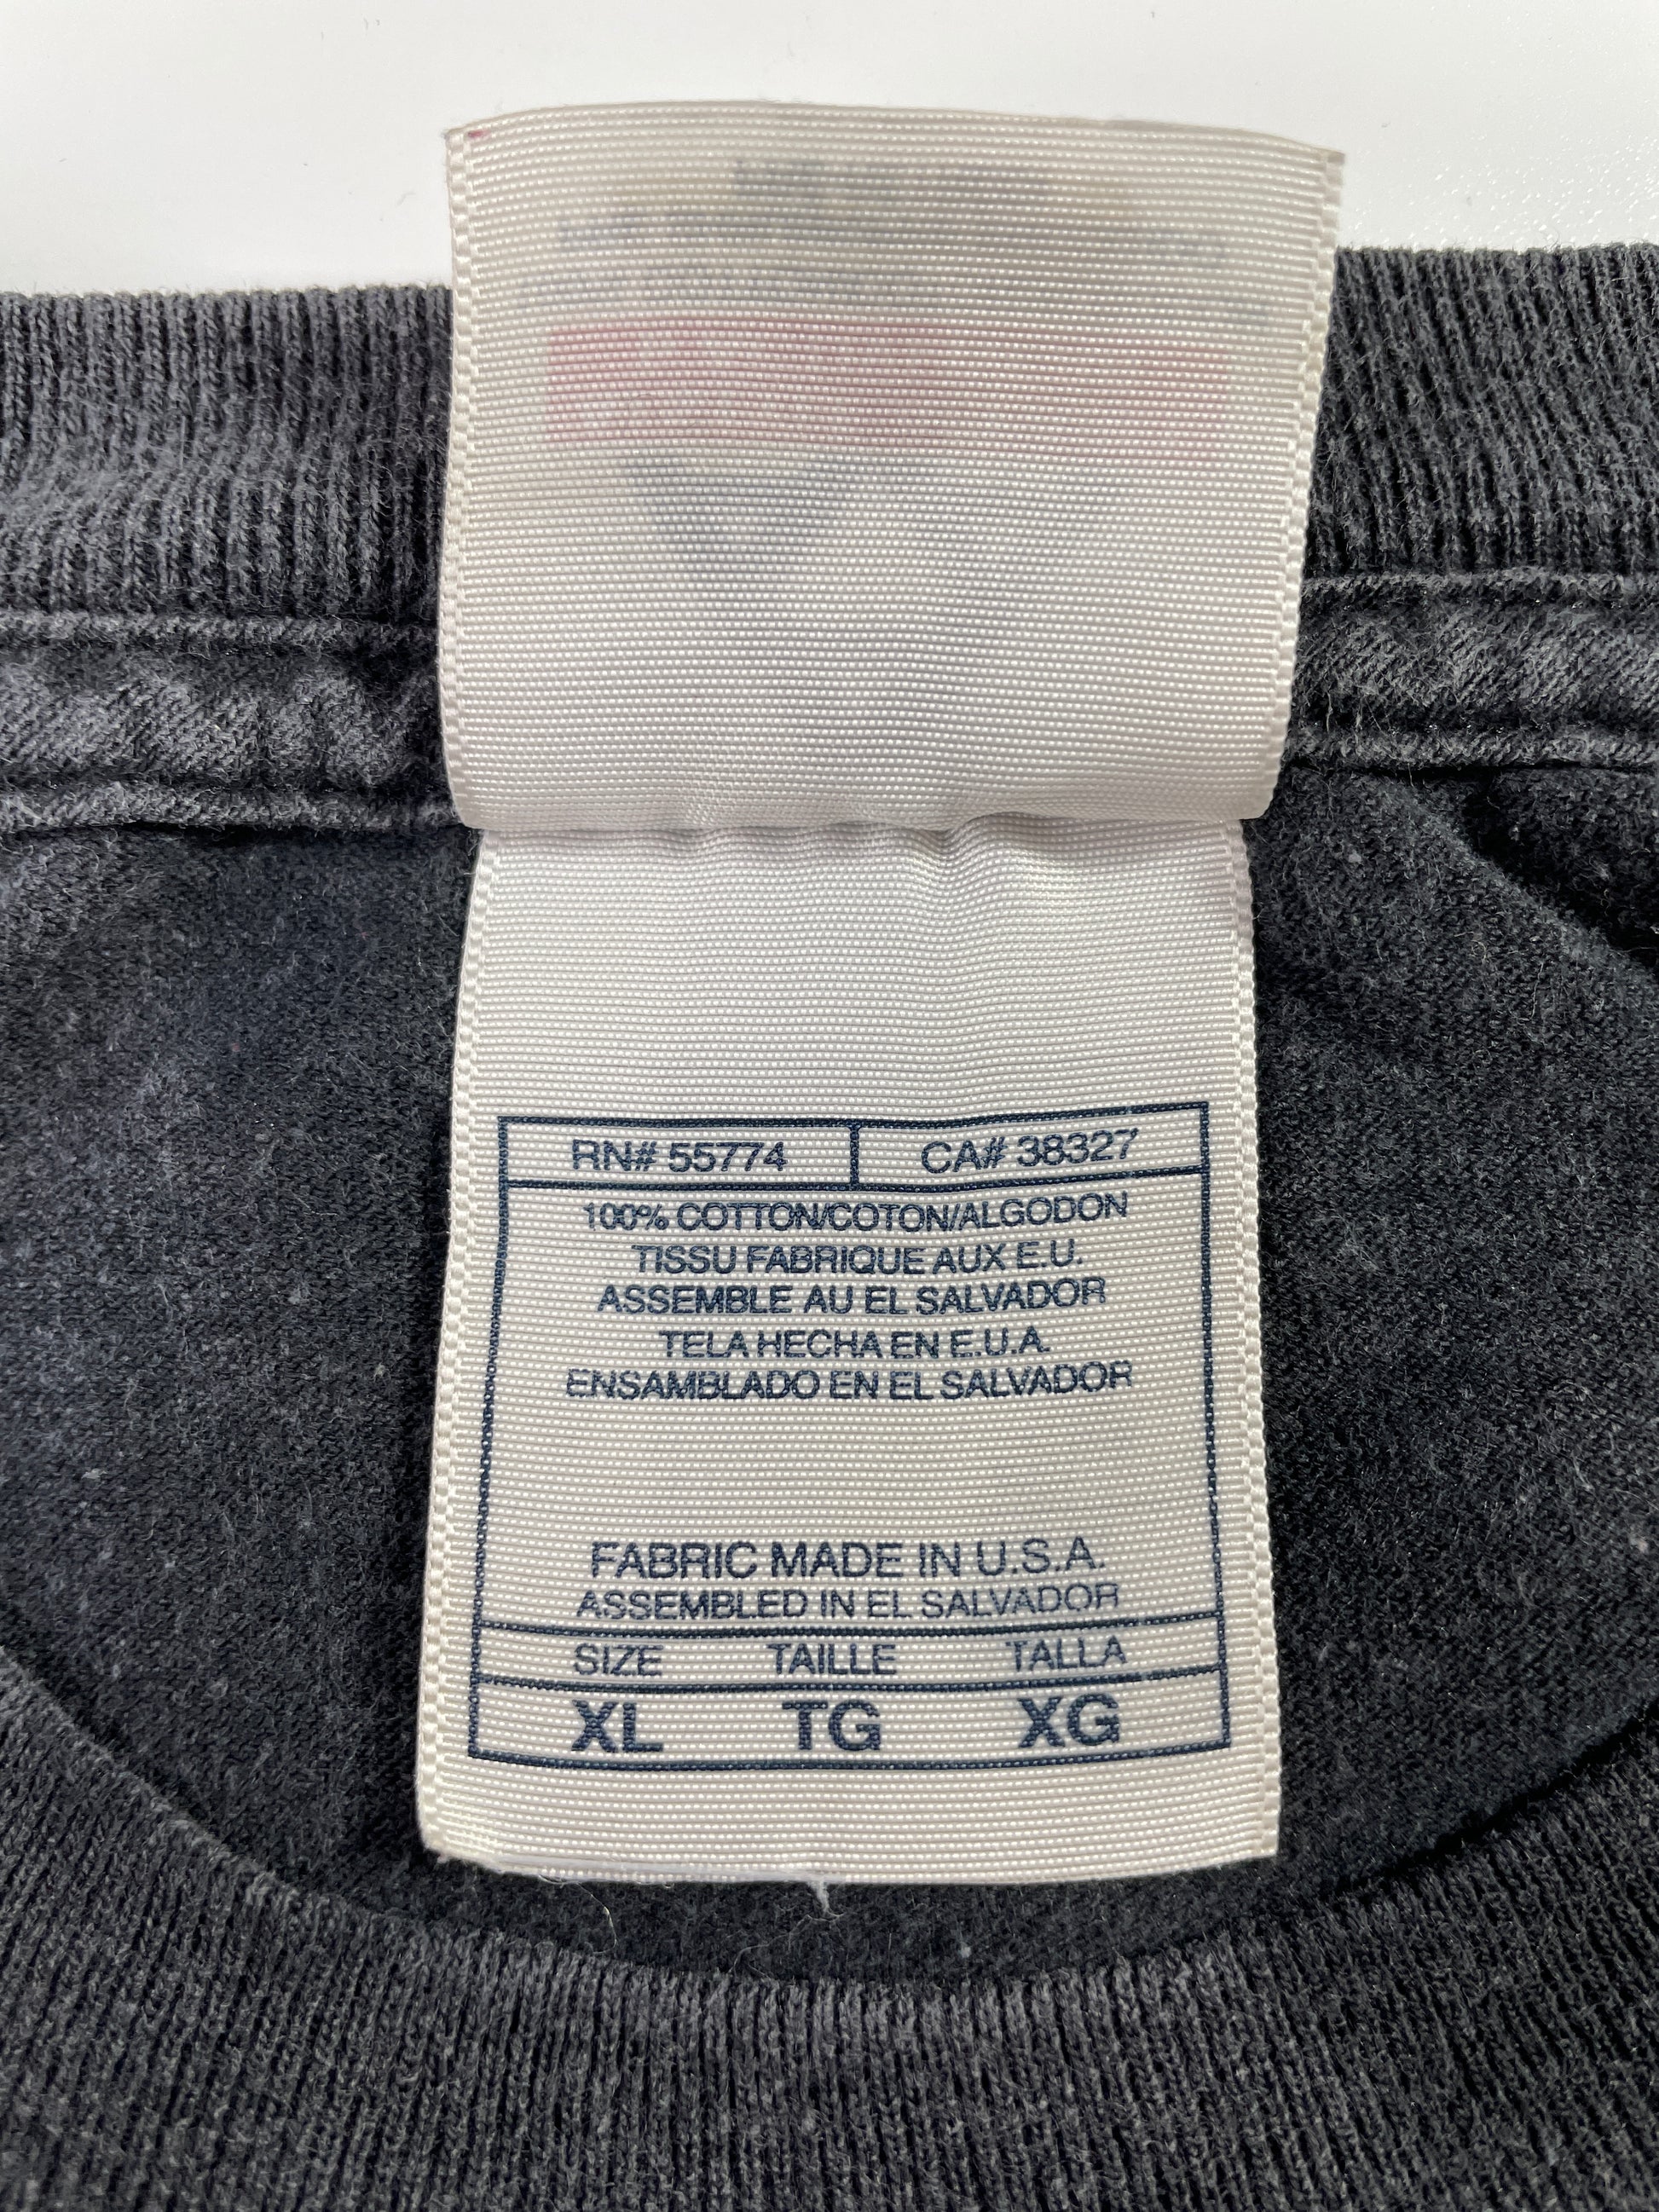 RN# 55774 CA# 38327
100% COTTON/COTON/ALGODON
TISSU FABRIQUE AUX E.U.
ASSEMBLE AU EL SALVADOR
TELA HECHA EN E.U.A.
ENSAMBLADO EN EL SALVADOR
FABRIC MADE IN U.S.A.
ASSEMBLED IN EL SALVADOR
SIZE TAILLE TALLA
XL TG XG